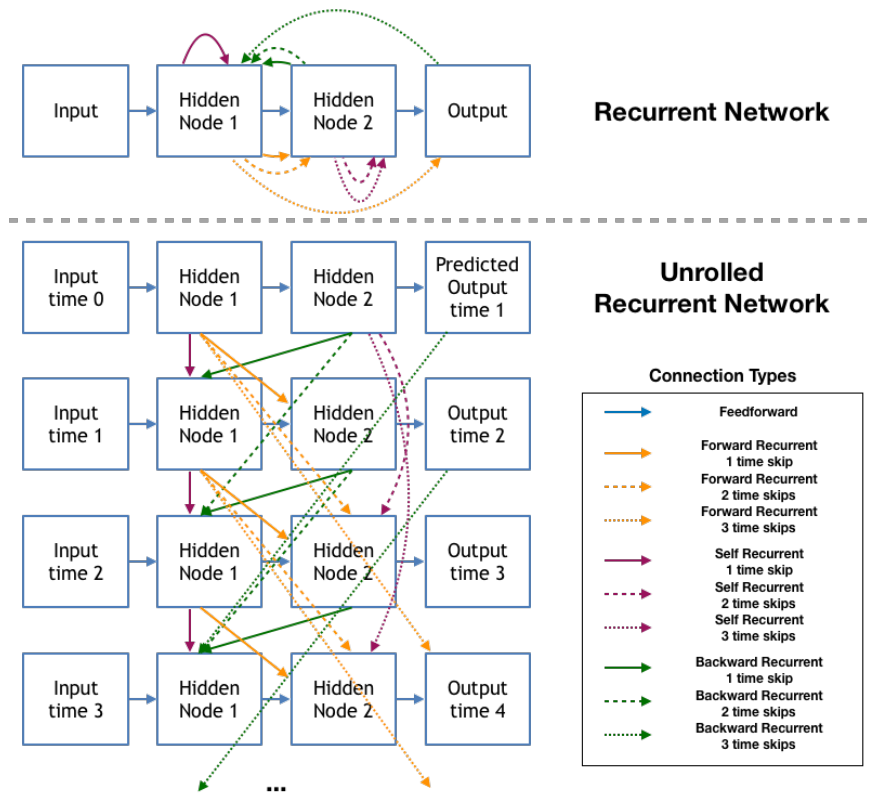 Input
Hidden
Node 1
Hidden
Node 2
Output
Recurrent Network
Input
time 0
Hidden
Node 1
Hidden
Node 2
Predicted
Output
time 1
Unrolled
Recurrent Network
Input
time 1
Hidden
Node 1
Hidden
Node 2
Output
time 2
Input
time 2
Hidden
Node 1
Hidden
Node 2
Output
time 3
Input
time 3
Hidden
Node 1
Hidden
Node 2
Output
time 4
...
Connection Types
Feedforward
Forward Recurrent
1 time skip
Forward Recurrent
2 time skips
Forward Recurrent
3 time skips
Self Recurrent
1 time skip
Self Recurrent
2 time skips
Self Recurrent
3 time skips
Backward Recurrent
1 time skip
Backward Recurrent
2 time skips
Backward Recurrent
3 time skips